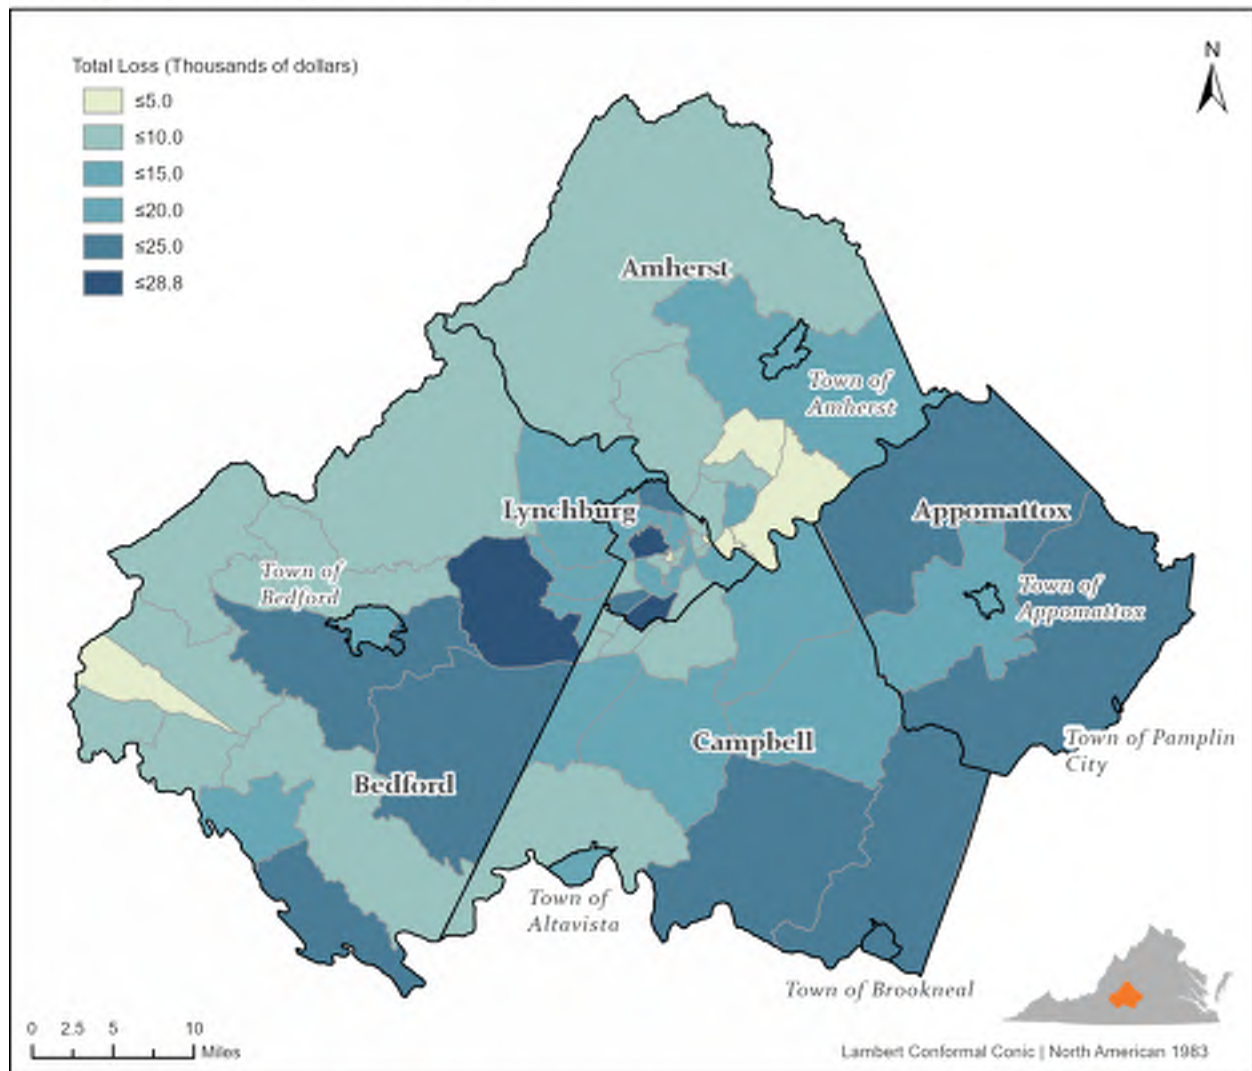 Total Loss (Thousands of dollars)
≤5.0
≤10.0
≤15.0
≤20.0
≤25.0
≤28.8
N
Amherst
Town of
Amherst
Lynchburg
Appomattox
Town of
Bedford
Town of
Appomattox
Campbell
Town of Pamplin
City
Bedford
Town of
Altavista
Town of Brookneal
0 2.5 5 10
Miles
Lambert Conformal Conic | North American 1983